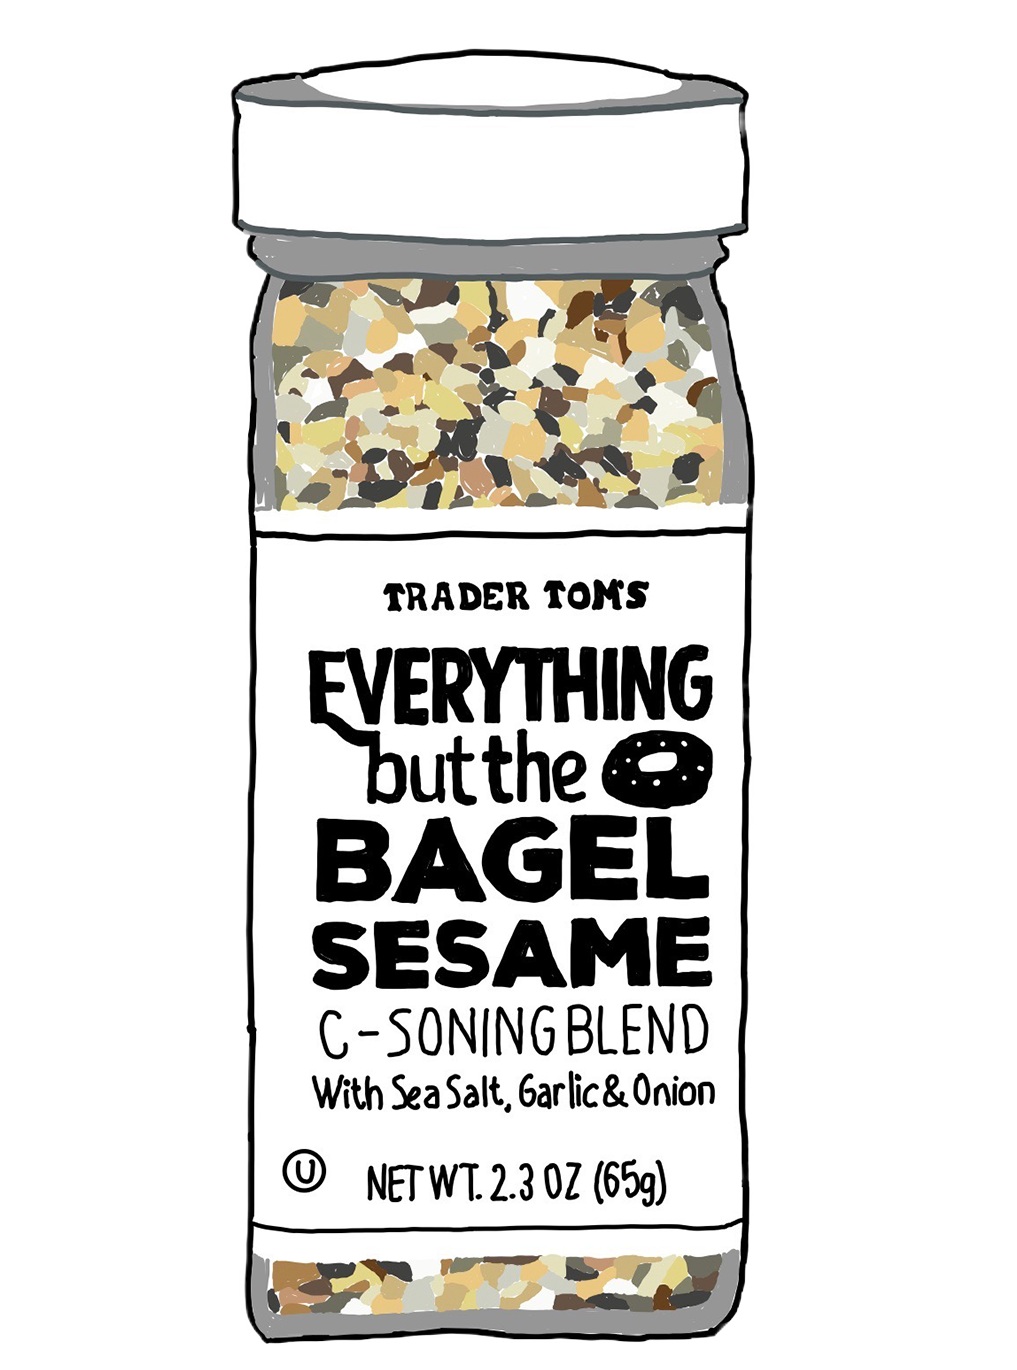 TRADER TOM'S
EVERYTHING
but the
BAGEL
SESAME
C-SONING BLEND
With Sea Salt, Garlic & Onion
U
NET WT. 2.3 OZ (65g)